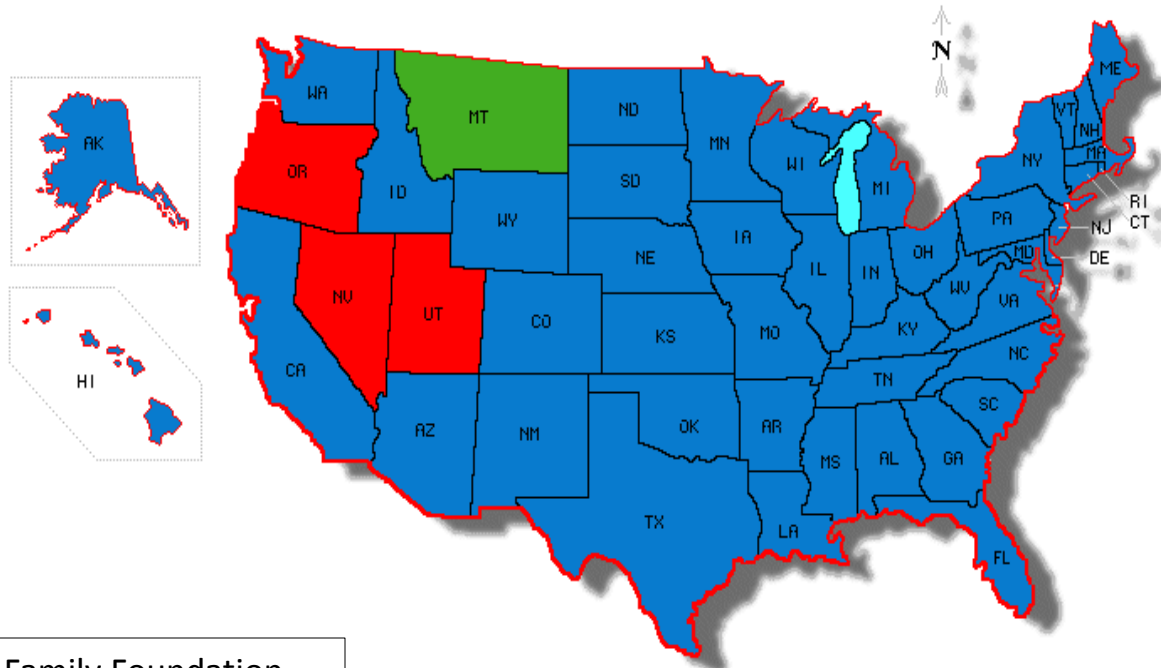 N
WA
MT
ND
MN
ME
VT
NH
MA
NY
AK
OR
ID
SD
WI
MI
RI
CT
WY
PA
NJ
IA
NE
OH
MD
DE
IL
IN
WV
VA
NV
UT
CO
KS
MO
KY
CA
NC
TN
HI
SC
AZ
NM
OK
AR
MS
AL
GA
TX
LA
FL
Family Foundation